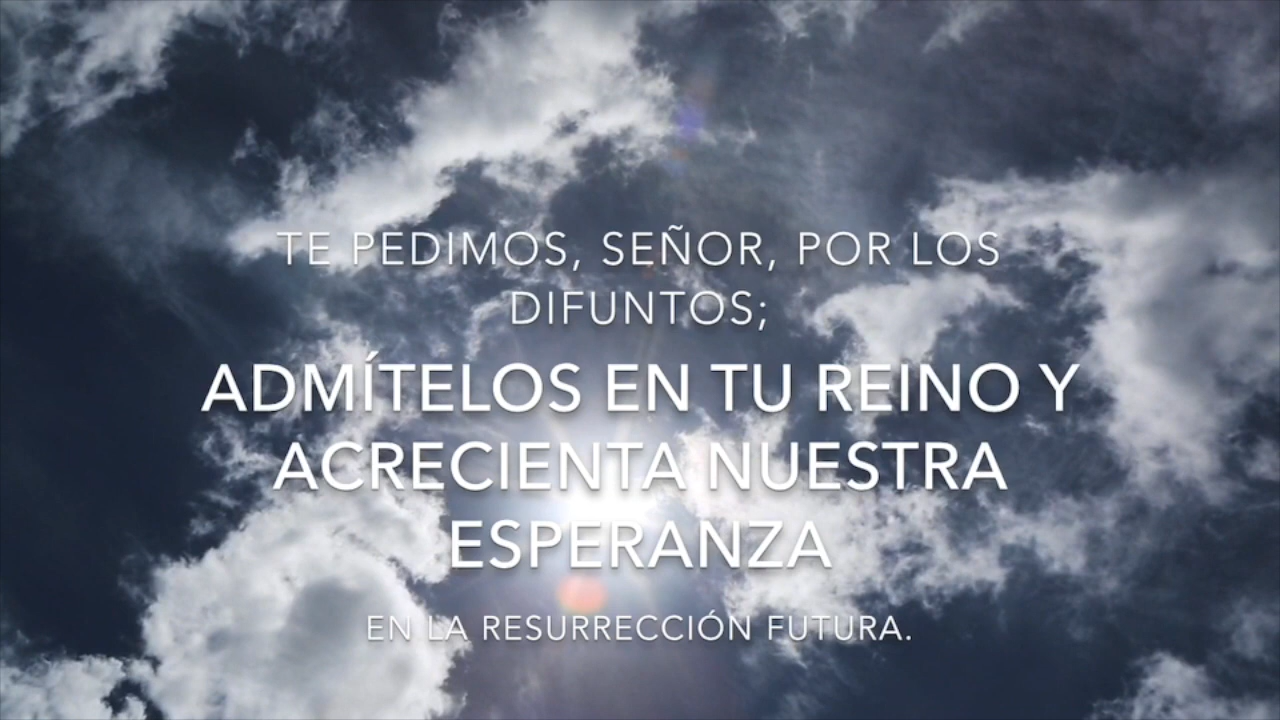 TE PEDIMOS, SEÑOR, POR LOS
DIFUNTOS;
ADMÍTELOS EN TU REINO Y
ACRECIENTA NUESTRA
ESPERANZA
EN LA RESURRECCIÓN FUTURA.